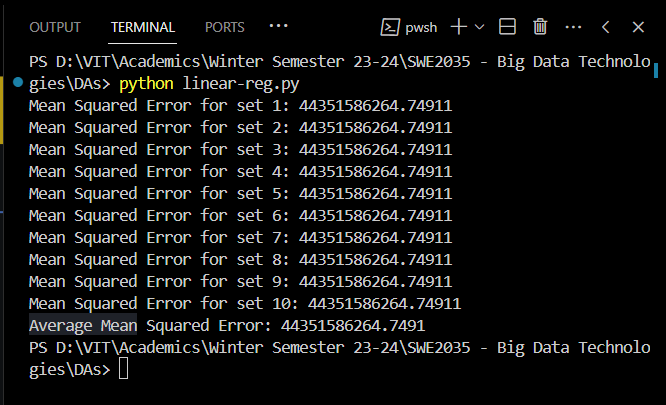 OUTPUT TERMINAL PORTS ··· pwsh
PS D:\VIT\Academics\Winter Semester 23-24\SWE2035 - Big Data Technolo
gies\DAs> python linear-reg.py
Mean Squared Error for set 1: 44351586264.74911
Mean Squared Error for set 2: 44351586264.74911
Mean Squared Error for set 3: 44351586264.74911
Mean Squared Error for set 4: 44351586264.74911
Mean Squared Error for set 5: 44351586264.74911
Mean Squared Error for set 6: 44351586264.74911
Mean Squared Error for set 7: 44351586264.74911
Mean Squared Error for set 8: 44351586264.74911
Mean Squared Error for set 9: 44351586264.74911
Mean Squared Error for set 10: 44351586264.74911
Average Mean Squared Error: 44351586264.7491
PS D:\VIT\Academics\Winter Semester 23-24\SWE2035 - Big Data Technolo
gies\DAs>